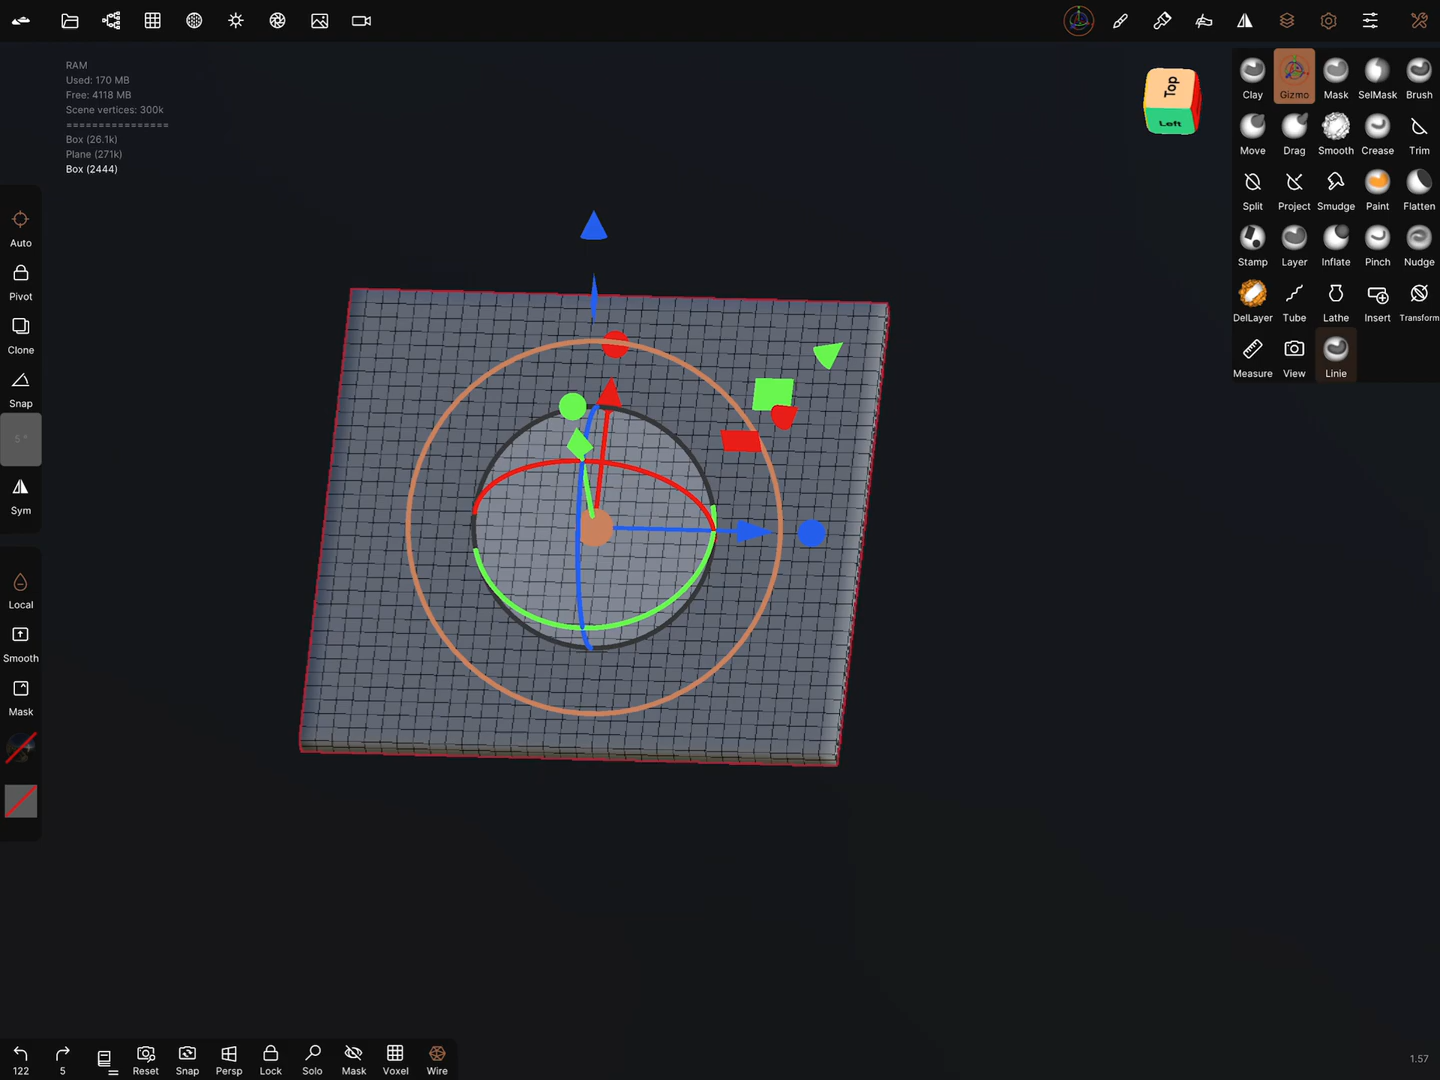 RAM
Used: 170 MB
Free: 4118 MB
Scene vertices: 300k
================
Box (26.1k)
Plane (271k)
Box (2444)
Top
Left
Clay Gizmo Mask SelMask Brush
Move Drag Smooth Crease Trim
Split Project Smudge Paint Flatten
Stamp Layer Inflate Pinch Nudge
DelLayer Tube Lathe Insert Transform
Measure View Linie
Auto
Pivot
Clone
Snap
5 °
Sym
Local
Smooth
Mask
122 5 Reset Snap Persp Lock Solo Mask Voxel Wire
1.57